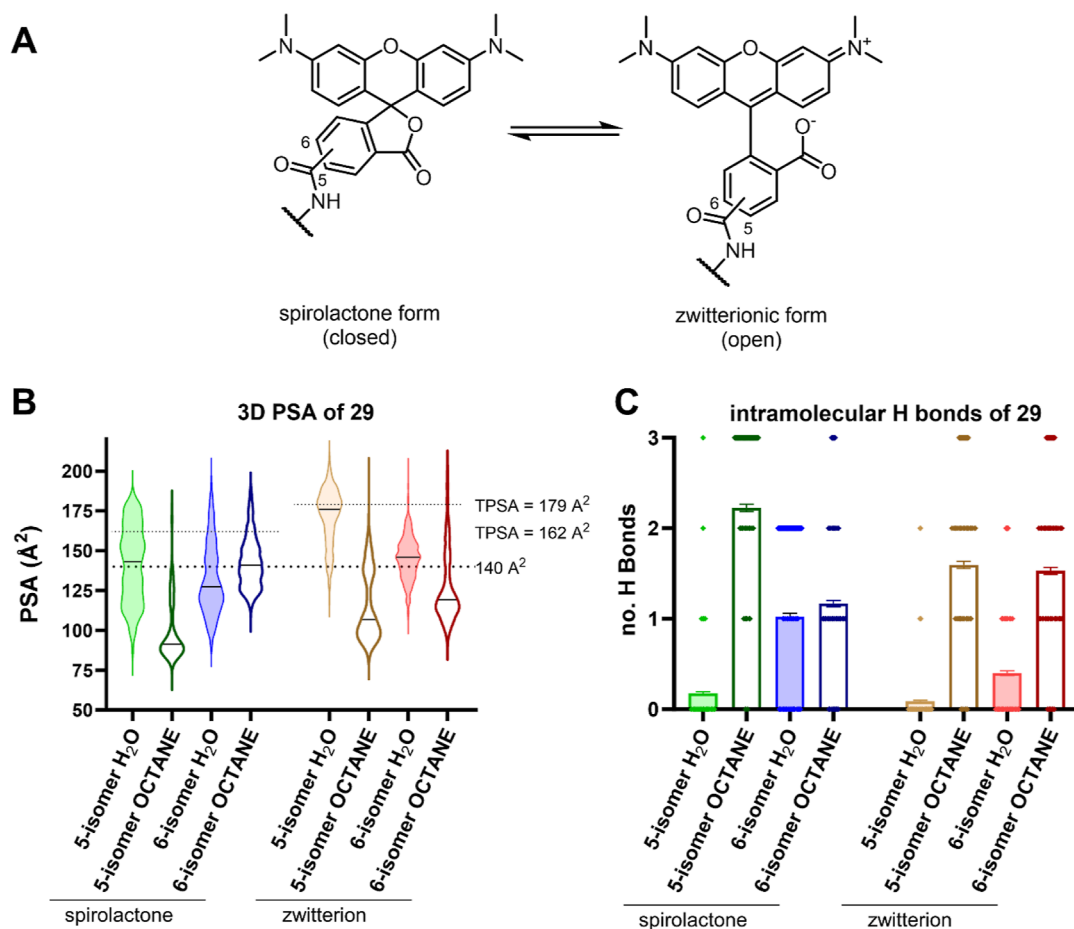 A
N
O
N
O
O
6
O
5
NH
spirolactone form
(closed)
N
O
N+
O-
O
6
O
5
NH
zwitterionic form
(open)
B
3D PSA of 29
PSA (Å2)
200
175
150
125
100
75
50
TPSA = 179 A2
TPSA = 162 A2
140 A2
5-isomer H2O
5-isomer OCTANE
6-isomer H2O
6-isomer OCTANE
5-isomer H2O
5-isomer OCTANE
6-isomer H2O
6-isomer OCTANE
spirolactone
zwitterion
C
intramolecular H bonds of 29
no. H Bonds
3
2
1
0
5-isomer H2O
5-isomer OCTANE
6-isomer H2O
6-isomer OCTANE
5-isomer H2O
5-isomer OCTANE
6-isomer H2O
6-isomer OCTANE
spirolactone
zwitterion